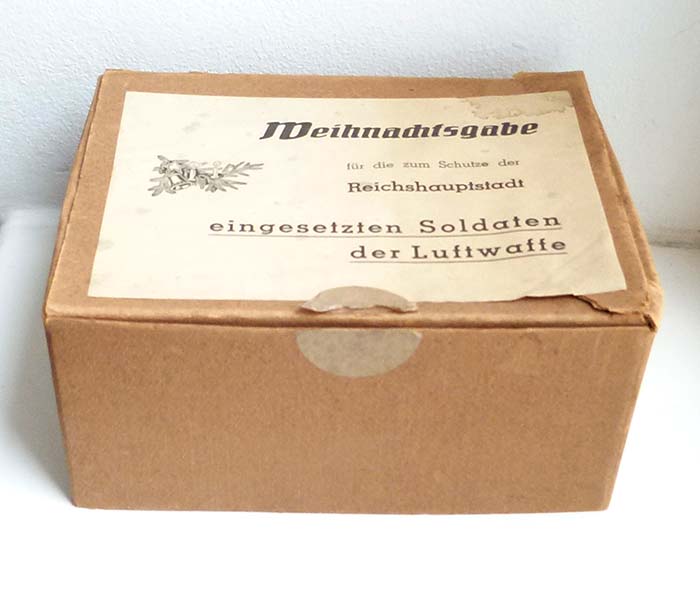 Weihnachtsgabe
für die zum Schutze der
Reichshauptstadt
eingesetzten Soldaten
der Luftwaffe